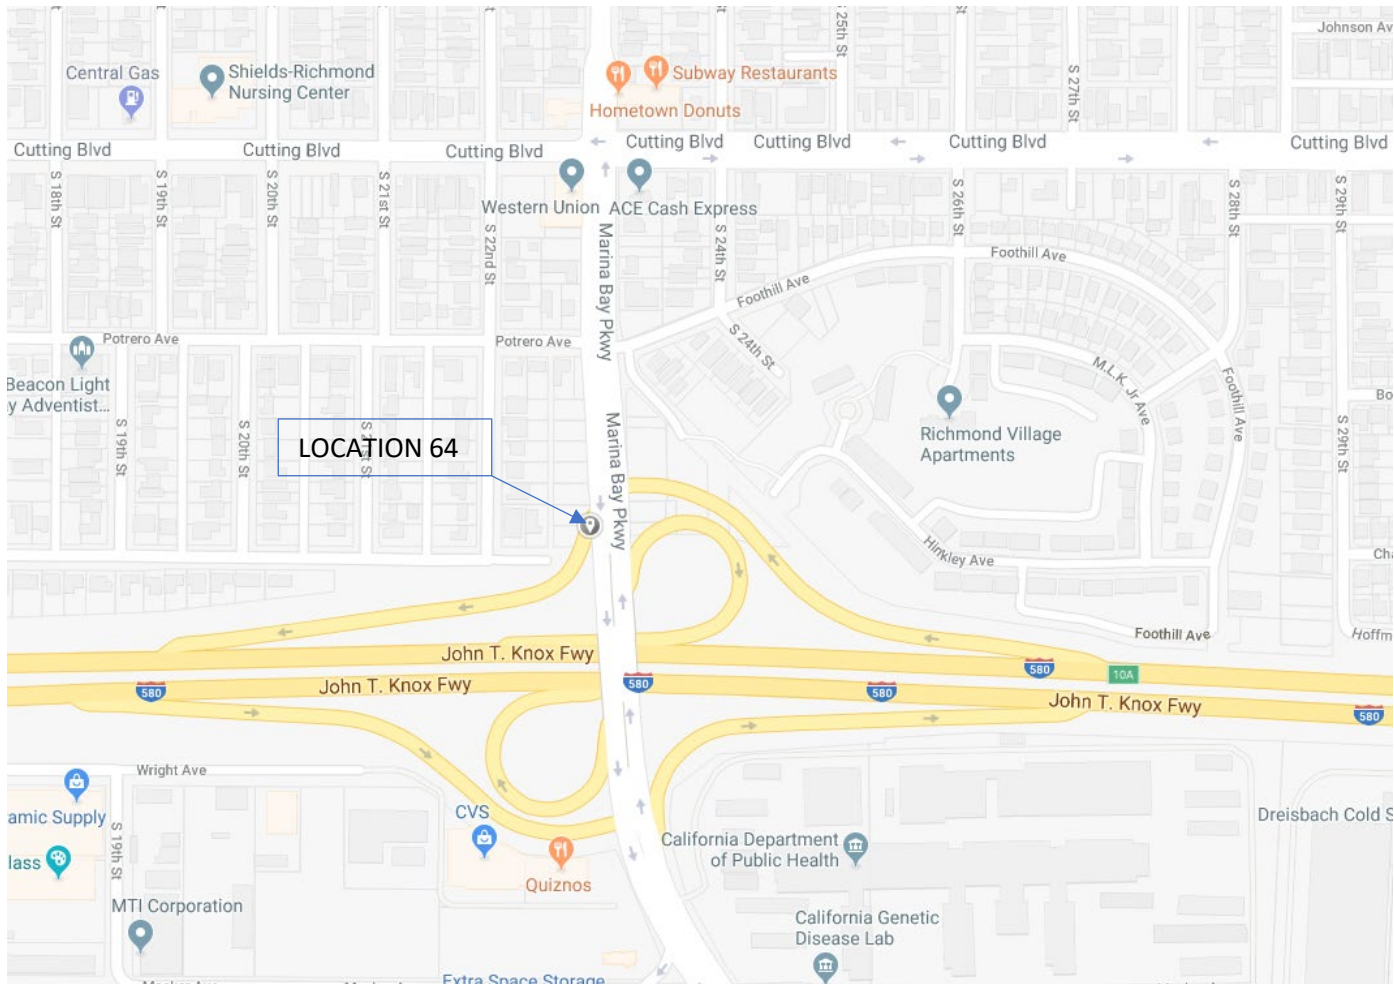 S 25th St
Johnson Av
Central Gas
Shields-Richmond
Nursing Center
Subway Restaurants
Hometown Donuts
S 27th St
Cutting Blvd
Cutting Blvd
Cutting Blvd
Cutting Blvd
Cutting Blvd
Cutting Blvd
Cutting Blvd
S 18th St
S 19th St
S 20th St
S 21st St
S 22nd St
Western Union
ACE Cash Express
S 24th St
S 26th St
S 28th St
S 29th St
Marina Bay Pkwy
Foothill Ave
Foothill Ave
Potrero Ave
Potrero Ave
S 24th St
M.L.K. Jr Ave
Foothill Ave
Beacon Light
y Adventist...
Bo
S 19th St
S 20th St
S 21st St
LOCATION 64
Marina Bay Pkwy
Richmond Village
Apartments
S 29th St
Hinkley Ave
Cha
Foothill Ave
Hoffm
John T. Knox Fwy
John T. Knox Fwy
580
580
580
580
10A
John T. Knox Fwy
580
Wright Ave
amic Supply
S 19th St
lass
CVS
Quiznos
California Department
of Public Health
Dreisbach Cold S
MTI Corporation
California Genetic
Disease Lab
Extra Space Storage